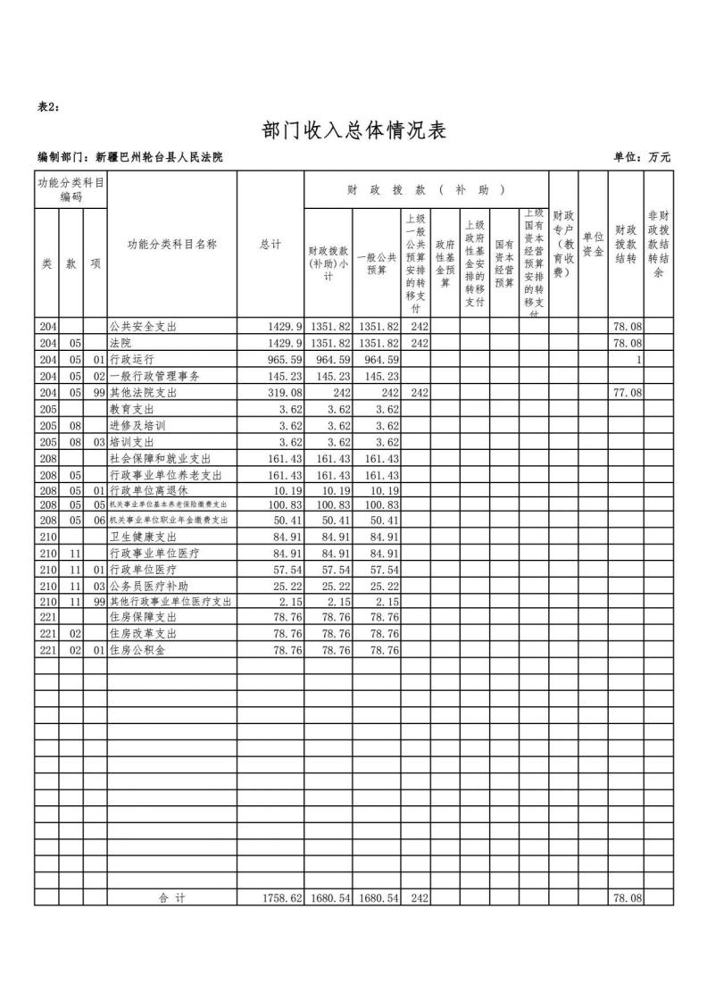 表2：
部门收入总体情况表
编制部门：新疆巴州轮台县人民法院 单位：万元
功能分类科目编码 功能分类科目名称 总计 财政拨款(补助) 财政专户（教育收费） 单位资金 财政拨款结转 非财政拨款结转结余
类 款 项 财政拨款(补助)小计 一般公共预算 上级一般公共预算安排的转移支付 政府性基金预算 上级政府性基金安排的转移支付 国有资本经营预算 上级国有资本经营预算安排的转移支付
204 公共安全支出 1429.9 1351.82 1351.82 242 78.08
204 05 法院 1429.9 1351.82 1351.82 242 78.08
204 05 01 行政运行 965.59 964.59 964.59 1
204 05 02 一般行政管理事务 145.23 145.23 145.23
204 05 99 其他法院支出 319.08 242 242 242 77.08
205 教育支出 3.62 3.62 3.62
205 08 进修及培训 3.62 3.62 3.62
205 08 03 培训支出 3.62 3.62 3.62
208 社会保障和就业支出 161.43 161.43 161.43
208 05 行政事业单位养老支出 161.43 161.43 161.43
208 05 01 行政单位离退休 10.19 10.19 10.19
208 05 05 机关事业单位基本养老保险缴费支出 100.83 100.83 100.83
208 05 06 机关事业单位职业年金缴费支出 50.41 50.41 50.41
210 卫生健康支出 84.91 84.91 84.91
210 11 行政事业单位医疗 84.91 84.91 84.91
210 11 01 行政单位医疗 57.54 57.54 57.54
210 11 03 公务员医疗补助 25.22 25.22 25.22
210 11 99 其他行政事业单位医疗支出 2.15 2.15 2.15
221 住房保障支出 78.76 78.76 78.76
221 02 住房改革支出 78.76 78.76 78.76
221 02 01 住房公积金 78.76 78.76 78.76
合 计 1758.62 1680.54 1680.54 242 78.08